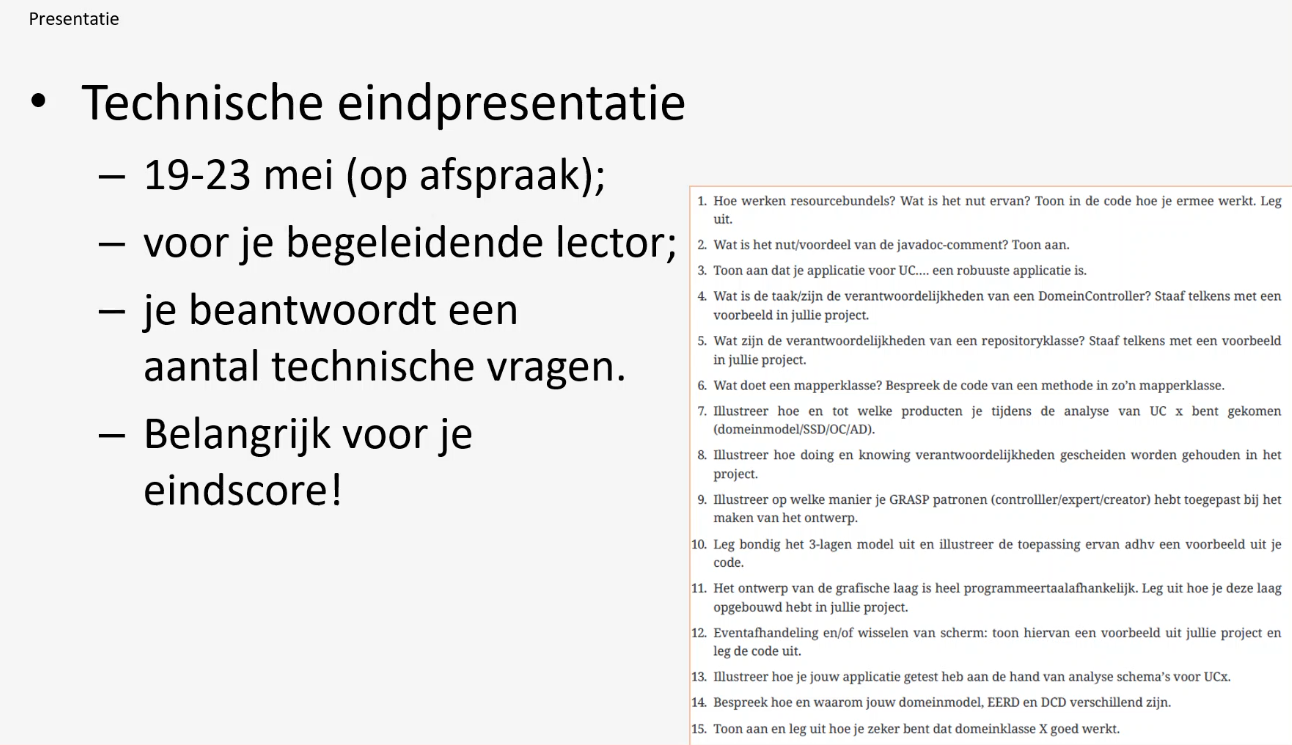 Presentatie
• Technische eindpresentatie
– 19-23 mei (op afspraak);
– voor je begeleidende lector;
– je beantwoordt een
aantal technische vragen.
– Belangrijk voor je
eindscore!
1. Hoe werken resourcebundels? Wat is het nut ervan? Toon in de code hoe je ermee werkt. Leg
uit.
2. Wat is het nut/voordeel van de javadoc-comment? Toon aan.
3. Toon aan dat je applicatie voor UC.... een robuuste applicatie is.
4. Wat is de taak/zijn de verantwoordelijkheden van een DomeinController? Staaf telkens met een
voorbeeld in jullie project.
5. Wat zijn de verantwoordelijkheden van een repositoryklasse? Staaf telkens met een voorbeeld
in jullie project.
6. Wat doet een mapperklasse? Bespreek de code van een methode in zo'n mapperklasse.
7. Illustreer hoe en tot welke producten je tijdens de analyse van UC x bent gekomen
(domeinmodel/SSD/OC/AD).
8. Illustreer hoe doing en knowing verantwoordelijkheden gescheiden worden gehouden in het
project.
9. Illustreer op welke manier je GRASP patronen (controlller/expert/creator) hebt toegepast bij het
maken van het ontwerp.
10. Leg bondig het 3-lagen model uit en illustreer de toepassing ervan adhv een voorbeeld uit je
code.
11. Het ontwerp van de grafische laag is heel programmeertaalafhankelijk. Leg uit hoe je deze laag
opgebouwd hebt in jullie project.
12. Eventafhandeling en/of wisselen van scherm: toon hiervan een voorbeeld uit jullie project en
leg de code uit.
13. Illustreer hoe je jouw applicatie getest heb aan de hand van analyse schema's voor UCx.
14. Bespreek hoe en waarom jouw domeinmodel, EERD en DCD verschillend zijn.
15. Toon aan en leg uit hoe je zeker bent dat domeinklasse X goed werkt.